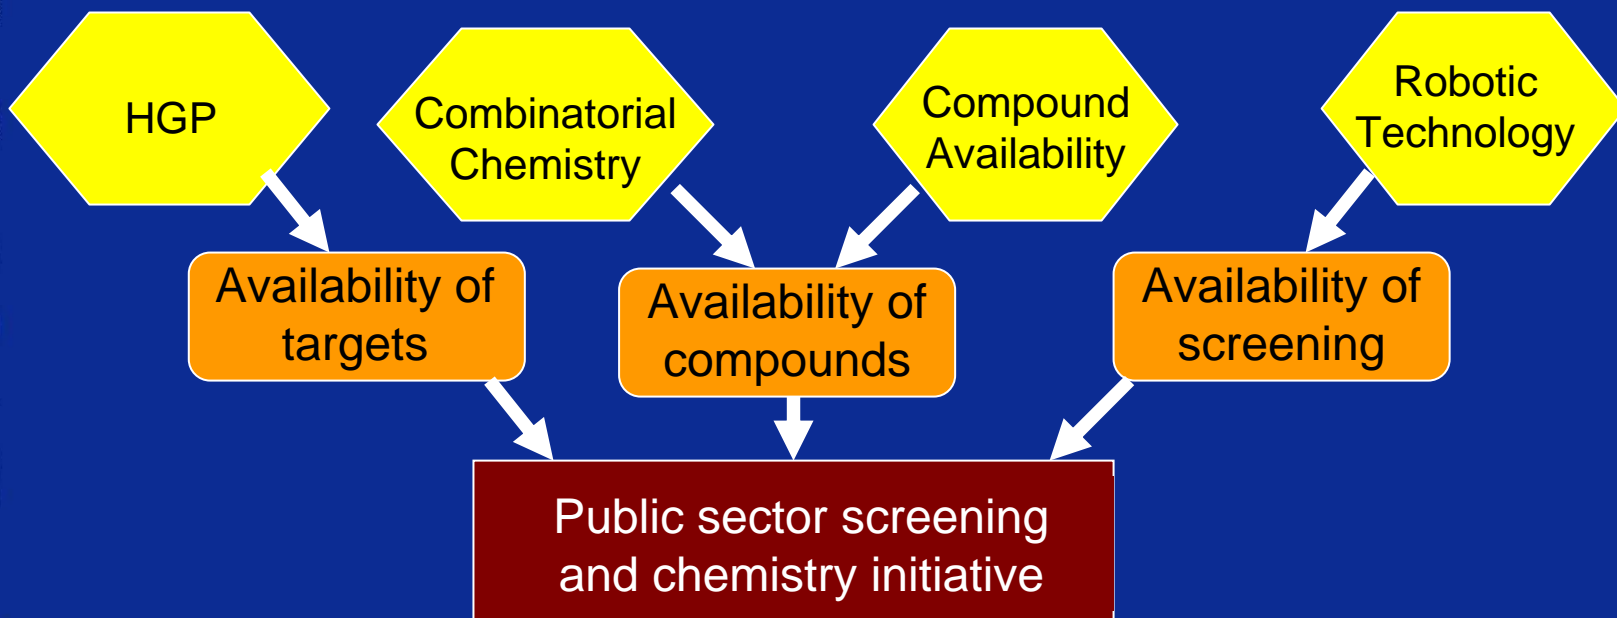 HGP
Combinatorial
Chemistry
Compound
Availability
Robotic
Technology
Availability of
targets
Availability of
compounds
Availability of
screening
Public sector screening
and chemistry initiative